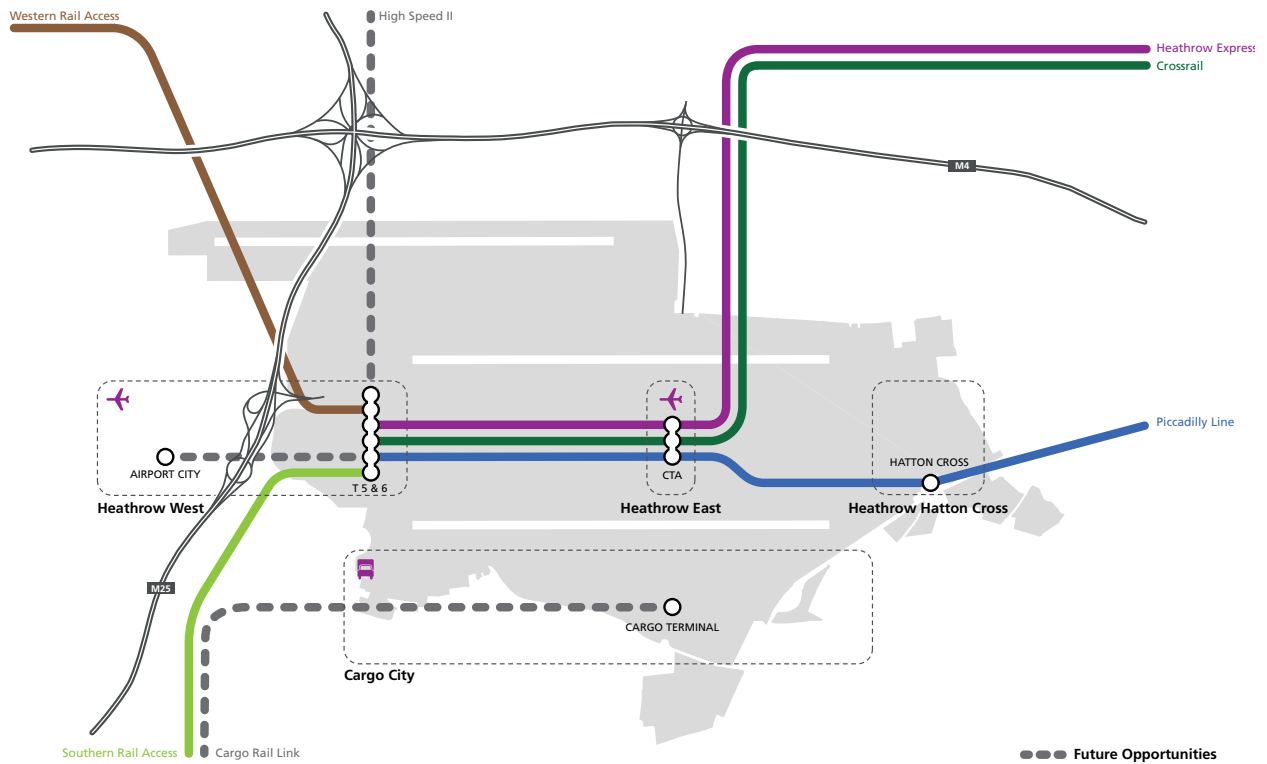 Western Rail Access
High Speed II
Heathrow Express
Crossrail
M4
Piccadilly Line
HATTON CROSS
AIRPORT CITY
CTA
T 5 & 6
Heathrow West
Heathrow East
Heathrow Hatton Cross
M25
CARGO TERMINAL
Cargo City
Southern Rail Access
Cargo Rail Link
Future Opportunities